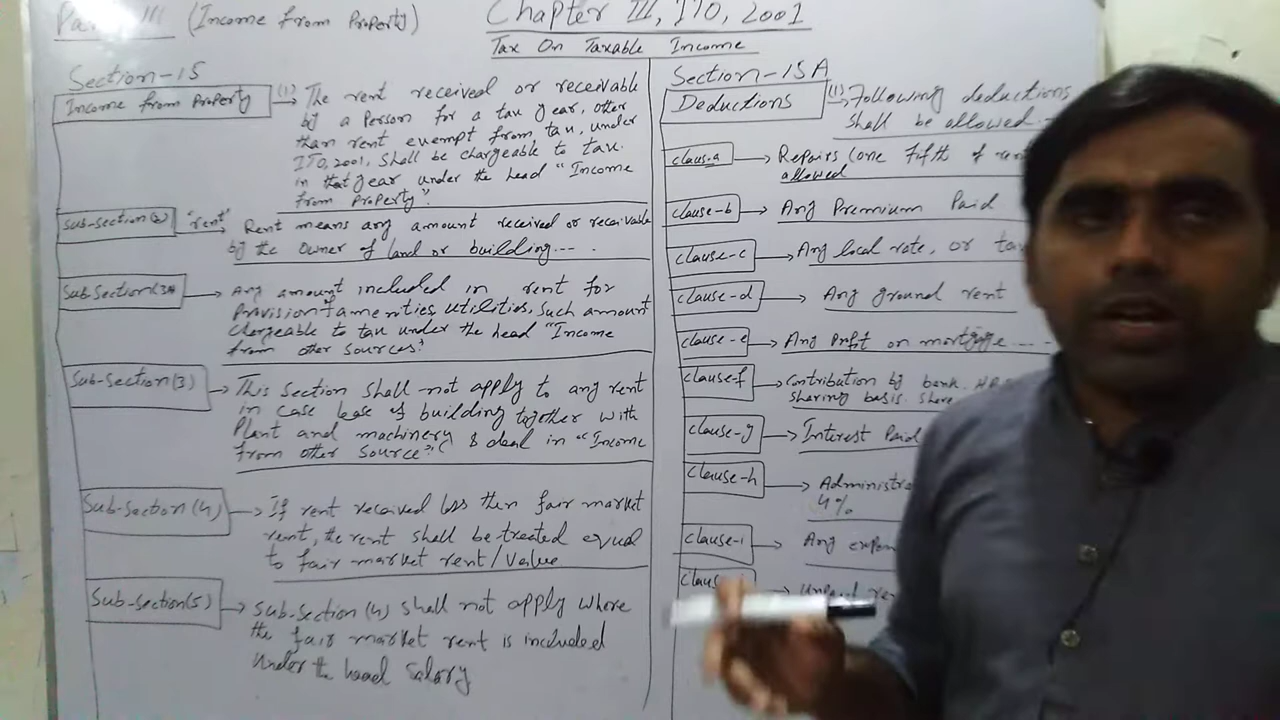 Part III (Income from Property)
Chapter III, ITO, 2001
Tax On Taxable Income
Section-15
Income from Property
(1) The rent received or receivable
by a Person for a tax year, other
than rent exempt from tax, under
ITO, 2001, Shall be chargeable to tax.
in that year under the head "Income
from Property".
Sub-section(2) "rent" Rent means any amount received or receivable
by the owner of land or building....
Sub-Section(3A) Any amount included in rent for
Provision of amenities, utilities, such amount
chargeable to tax under the head "Income
from other sources".
Sub-Section(3) This Section Shall not apply to any rent
in case lease of building together with
Plant and machinery & deal in "Income
from other source".
Sub-Section(4) If rent received less then fair market
rent, the rent shall be treated equal
to fair market rent/value
Sub-Section(5) Sub-section(4) shall not apply where
the fair market rent is included
Under the head Salary
Section-15A
Deductions
(1) Following deductions
shall be allowed...
claus-a Repairs (one fifth of
allowed
clause-b Any Premium Paid
clause-c Any local rate, or tax
clause-d Any ground rent
clause-e Any Profit on mortgage....
clause-f Contribution by bank, 
sharing basis. share
clause-g Interest Paid
clause-h
4%
clause-i Any